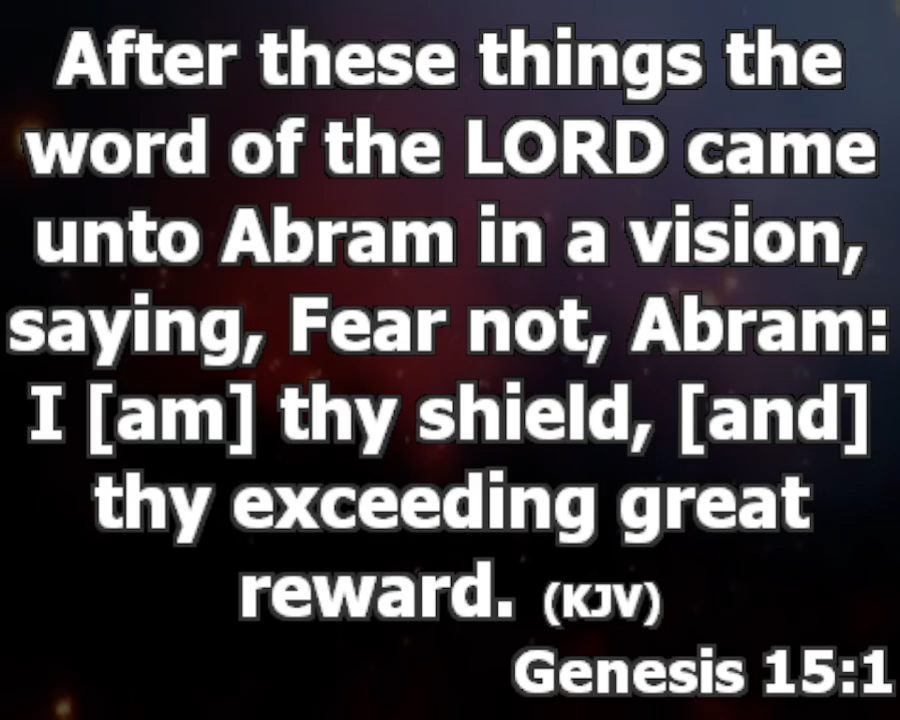 After these things the
word of the LORD came
unto Abram in a vision,
saying, Fear not, Abram:
I [am] thy shield, [and]
thy exceeding great
reward. (KJV)
Genesis 15:1